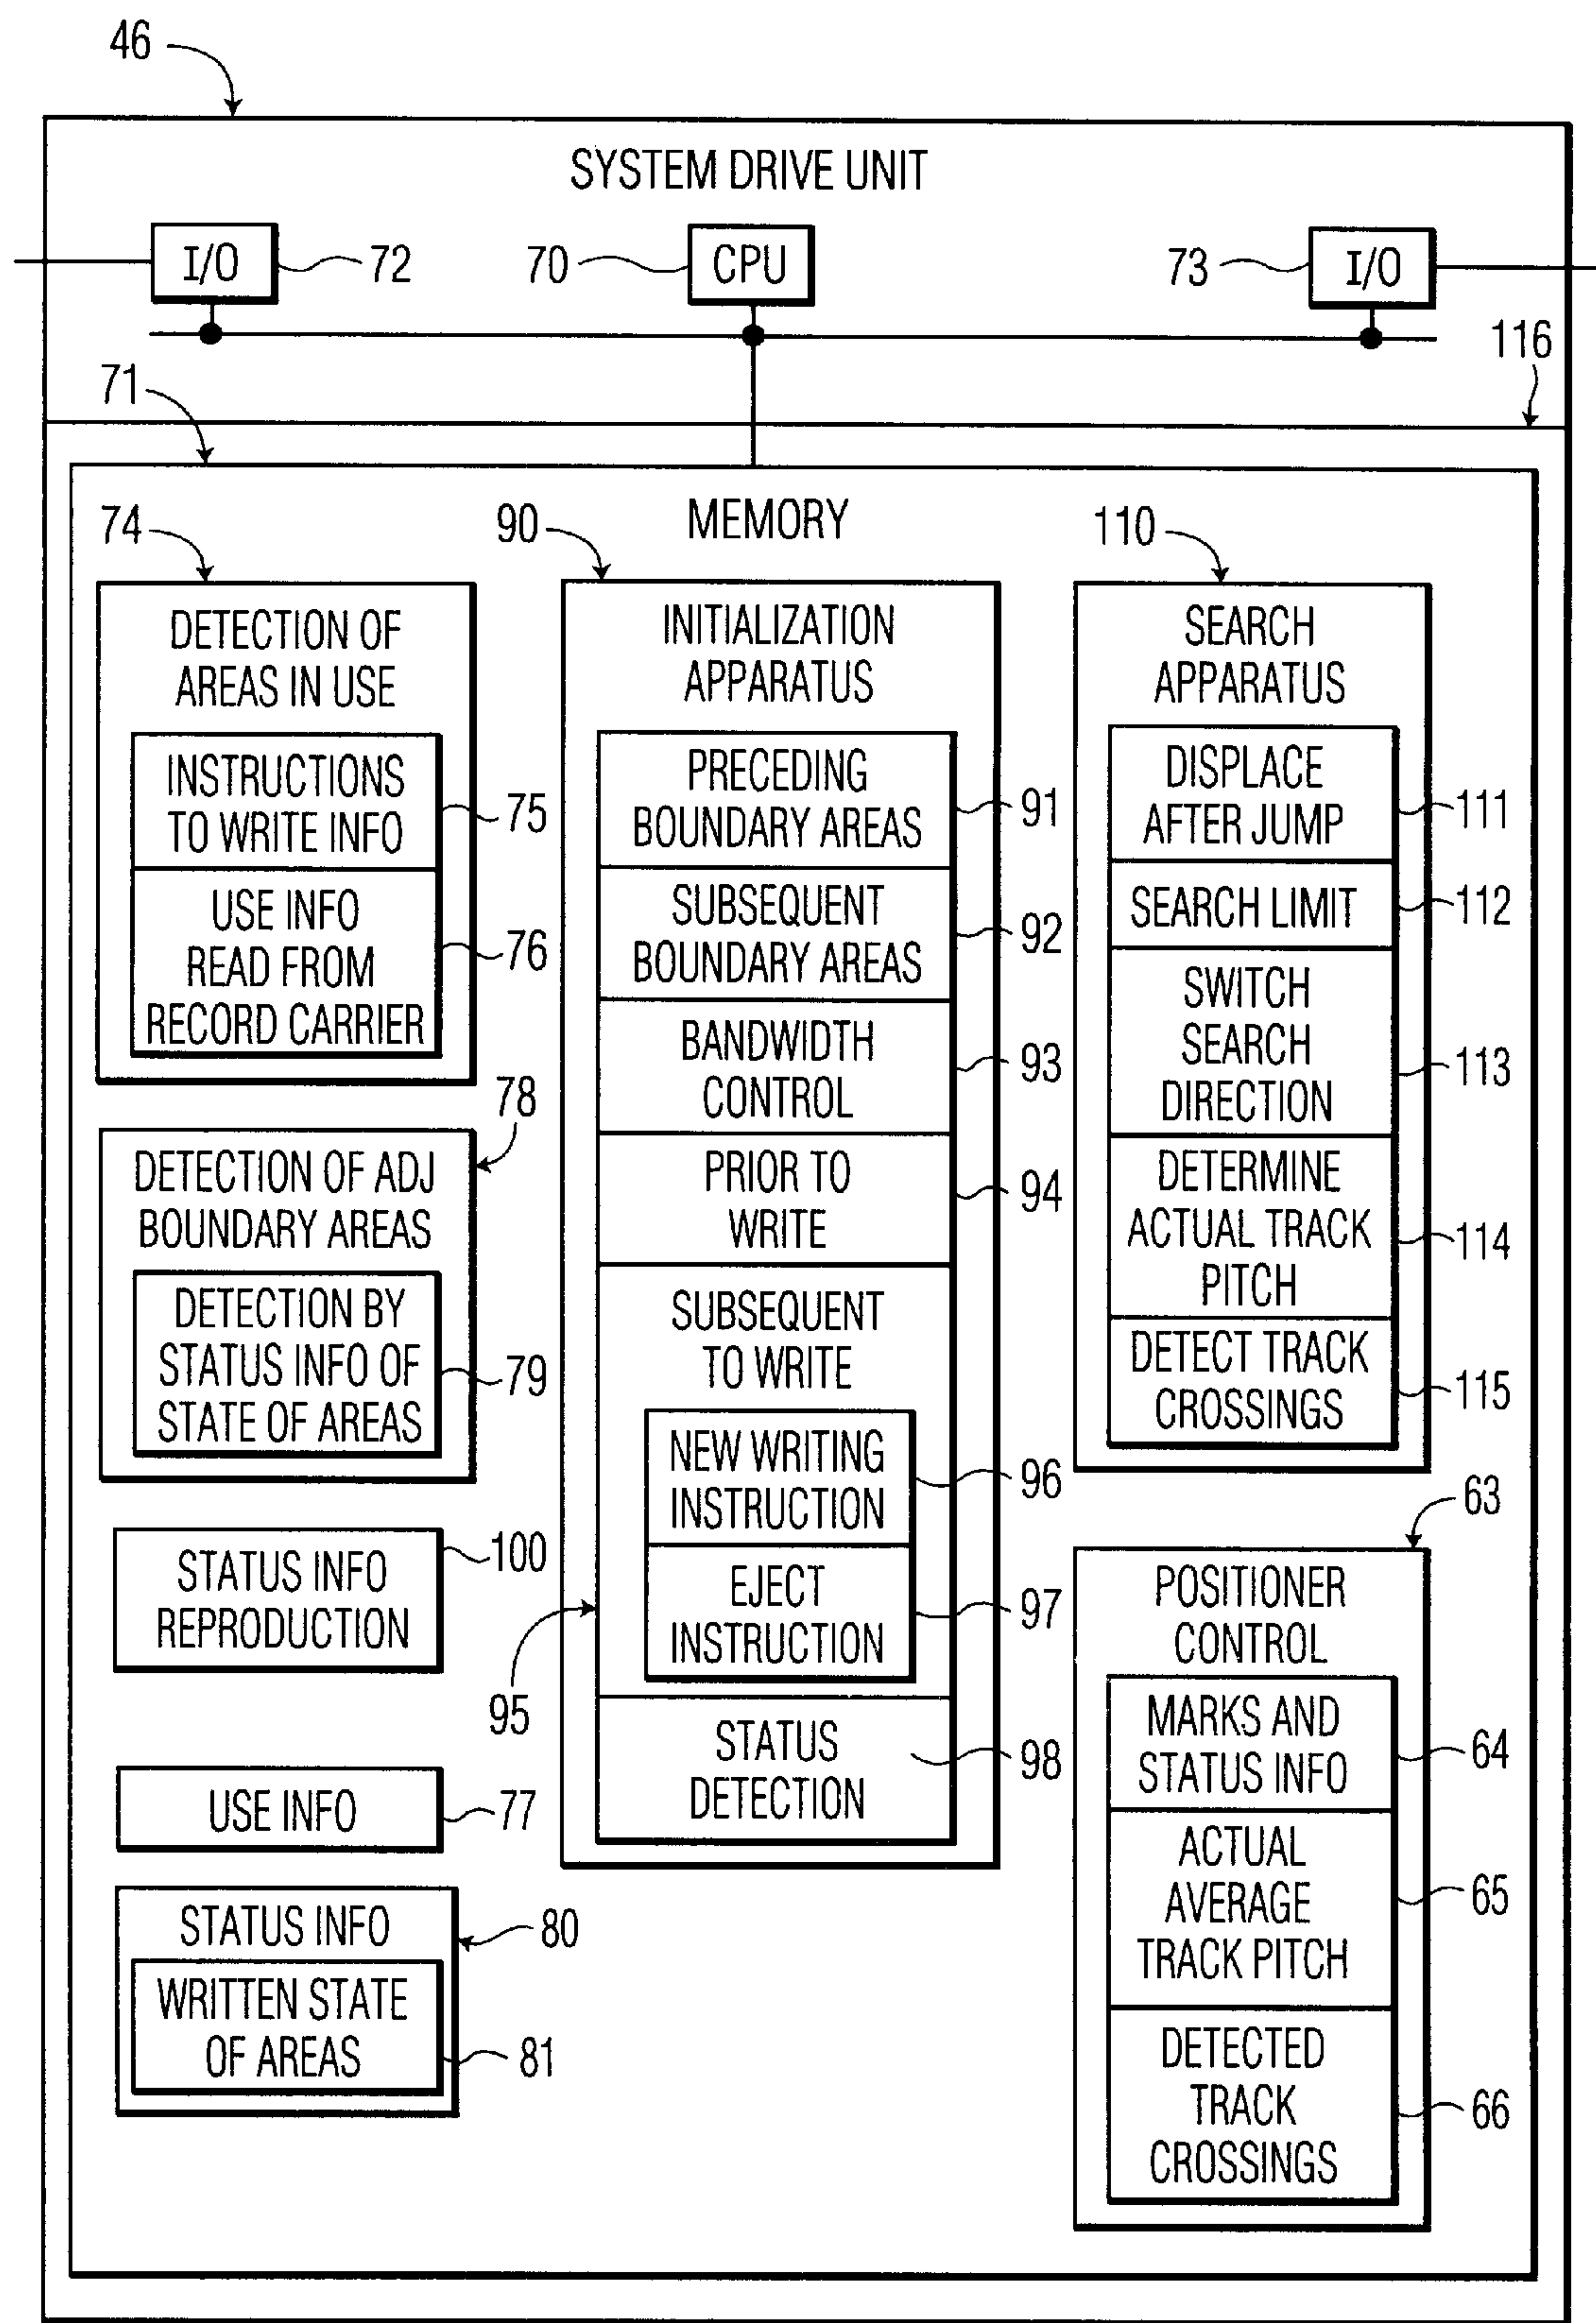 46
SYSTEM DRIVE UNIT
I/O
72
70
CPU
73
I/O
116
71
MEMORY
74
DETECTION OF
AREAS IN USE
INSTRUCTIONS
TO WRITE INFO
75
USE INFO
READ FROM
RECORD CARRIER
76
78
DETECTION OF ADJ
BOUNDARY AREAS
DETECTION BY
STATUS INFO OF
STATE OF AREAS
79
STATUS INFO
REPRODUCTION
100
USE INFO
77
STATUS INFO
80
WRITTEN STATE
OF AREAS
81
90
INITIALIZATION
APPARATUS
PRECEDING
BOUNDARY AREAS
91
SUBSEQUENT
BOUNDARY AREAS
92
BANDWIDTH
CONTROL
93
PRIOR TO
WRITE
94
SUBSEQUENT
TO WRITE
NEW WRITING
INSTRUCTION
96
EJECT
INSTRUCTION
97
95
STATUS
DETECTION
98
110
SEARCH
APPARATUS
DISPLACE
AFTER JUMP
111
SEARCH LIMIT
112
SWITCH
SEARCH
DIRECTION
113
DETERMINE
ACTUAL TRACK
PITCH
114
DETECT TRACK
CROSSINGS
115
63
POSITIONER
CONTROL
MARKS AND
STATUS INFO
64
ACTUAL
AVERAGE
TRACK PITCH
65
DETECTED
TRACK
CROSSINGS
66